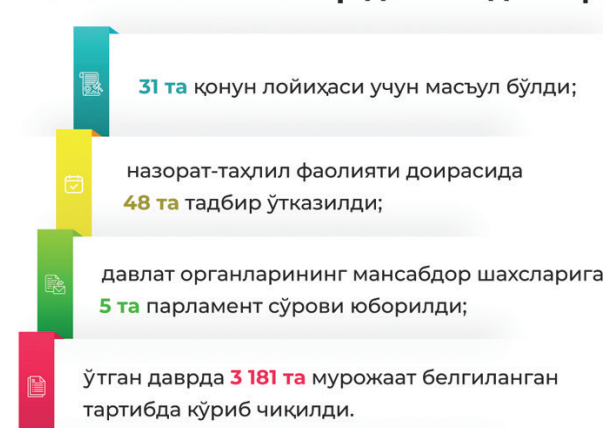 31 та қонун лойиҳаси учун масъул бўлди;
назорат-таҳлил фаолияти доирасида
48 та тадбир ўтказилди;
давлат органларининг мансабдор шахсларига
5 та парламент сўрови юборилди;
ўтган даврда 3 181 та мурожаат белгиланган
тартибда кўриб чиқилди.